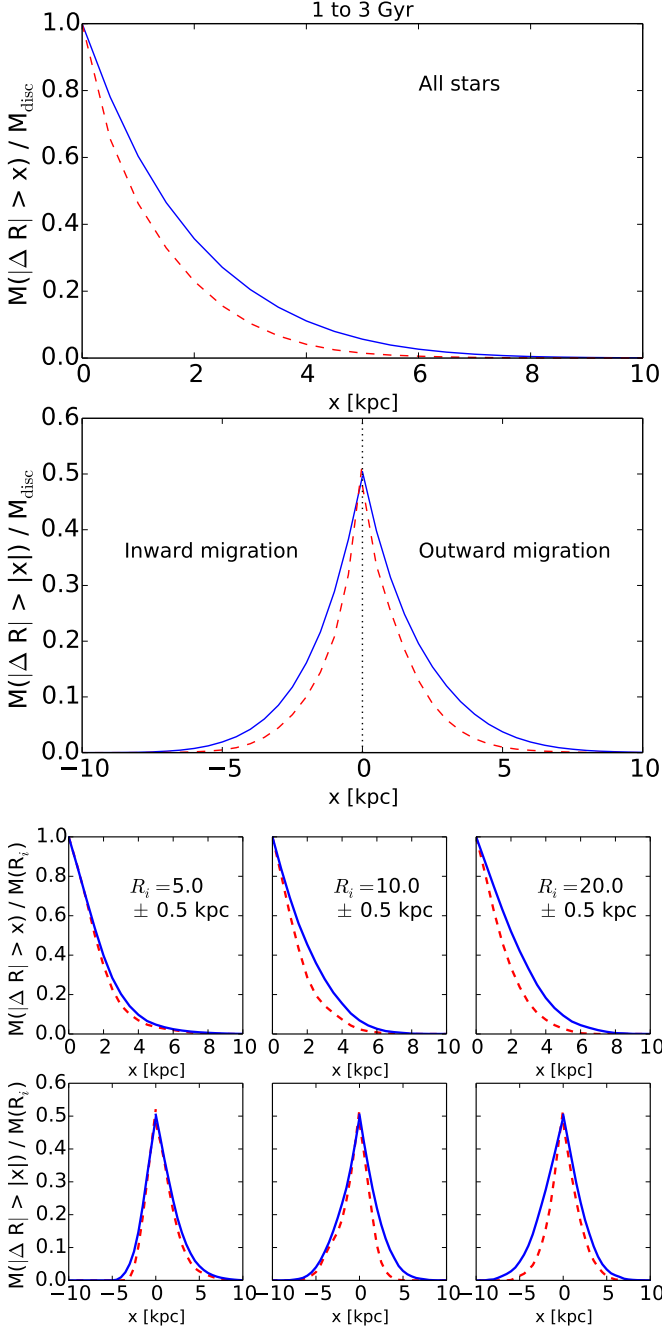 1 to 3 Gyr
M(|Δ R| > x) / M_disc
1.0
0.8
0.6
0.4
0.2
0.0
All stars
0 2 4 6 8 10
x [kpc]
M(|Δ R| > |x|) / M_disc
0.6
0.5
0.4
0.3
0.2
0.1
0.0
Inward migration
Outward migration
−10 −5 0 5 10
x [kpc]
M(|Δ R| > x) / M(R_i)
1.0
0.8
0.6
0.4
0.2
0.0
R_i =5.0
± 0.5 kpc
R_i =10.0
± 0.5 kpc
R_i =20.0
± 0.5 kpc
0 2 4 6 8 10 0 2 4 6 8 10 0 2 4 6 8 10
x [kpc] x [kpc] x [kpc]
M(|Δ R| > |x|) / M(R_i)
0.6
0.5
0.4
0.3
0.2
0.1
0.0
−10 −5 0 5 10 −10 −5 0 5 10 −10 −5 0 5 10
x [kpc] x [kpc] x [kpc]